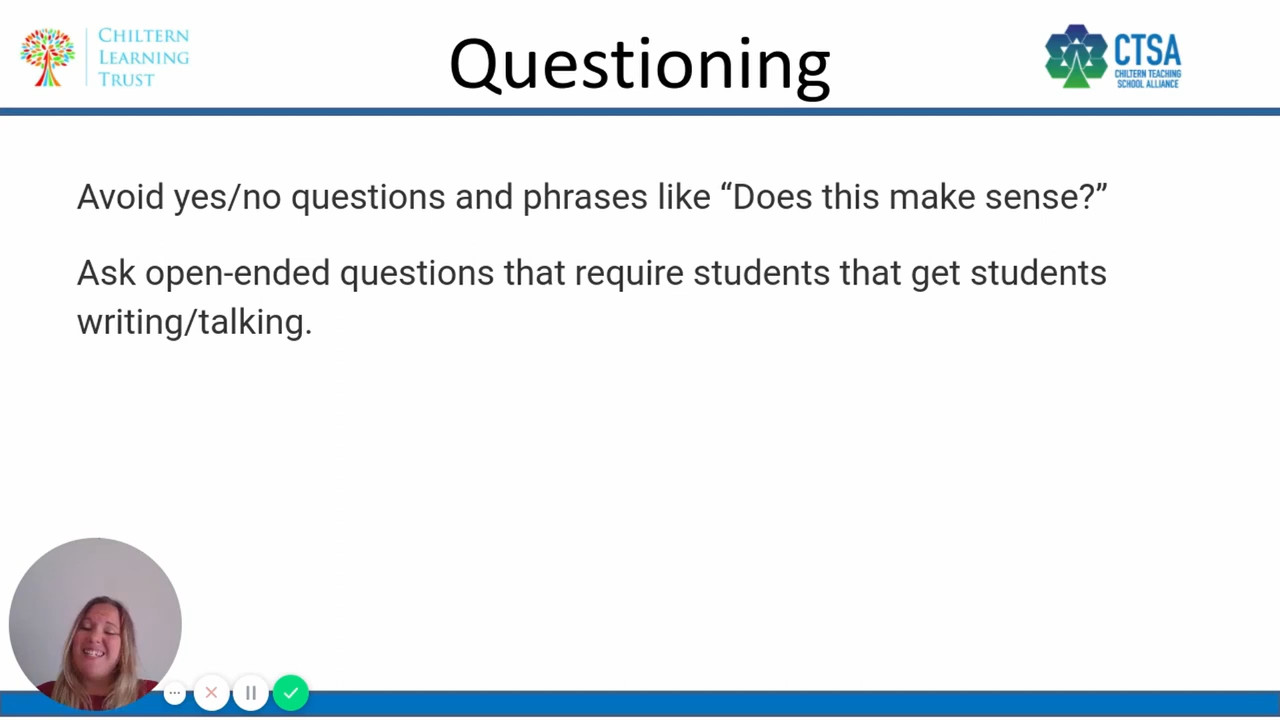 CHILTERN
LEARNING
TRUST
Questioning
CTSA
CHILTERN TEACHING
SCHOOL ALLIANCE
Avoid yes/no questions and phrases like “Does this make sense?”
Ask open-ended questions that require students that get students
writing/talking.